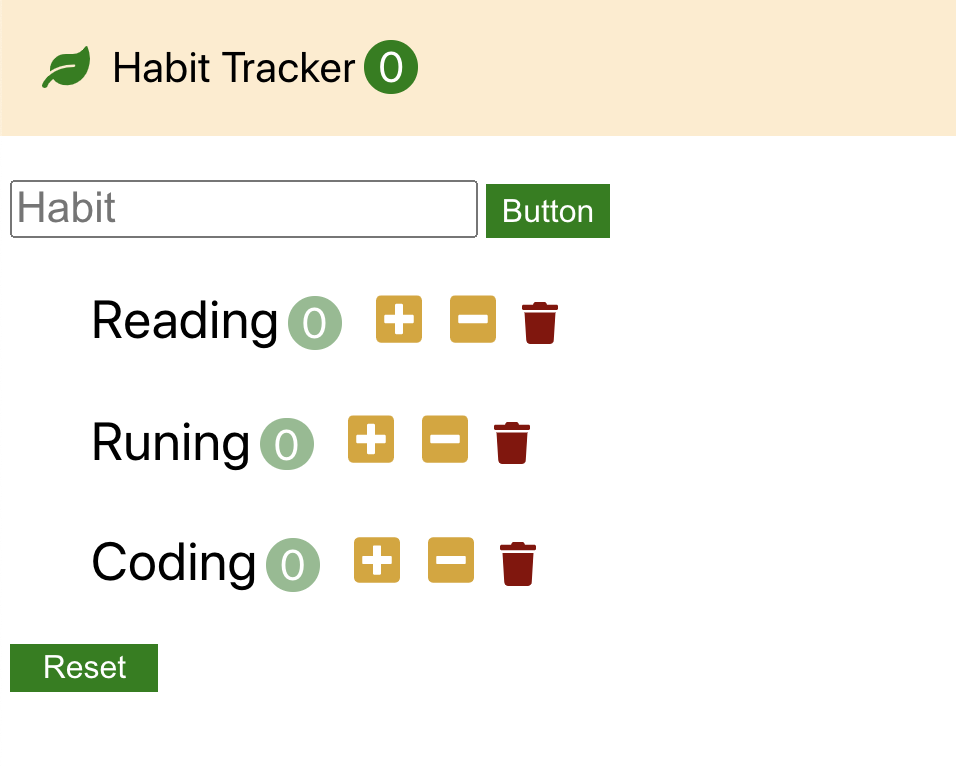 Habit Tracker 0
Habit Button
Reading 0
Runing 0
Coding 0
Reset